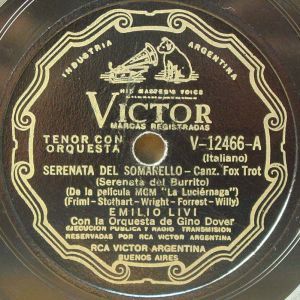 INDUSTRIA ARGENTINA
HIS MASTER'S VOICE
VICTOR
MARCAS REGISTRADAS
TENOR CON
ORQUESTA
V-12466-A
(Italiano)
SERENATA DEL SOMARELLO - Canz. Fox Trot
(Serenata del Burrito)
(De la película MGM "La Luciérnaga")
(Friml-Stothart-Wright-Forrest-Willy)
EMILIO LIVI
Con la Orquesta de Gino Dover
EJECUCION PUBLICA Y RADIO TRANSMISION
RESERVADAS POR RCA VICTOR ARGENTINA
RCA VICTOR ARGENTINA
BUENOS AIRES